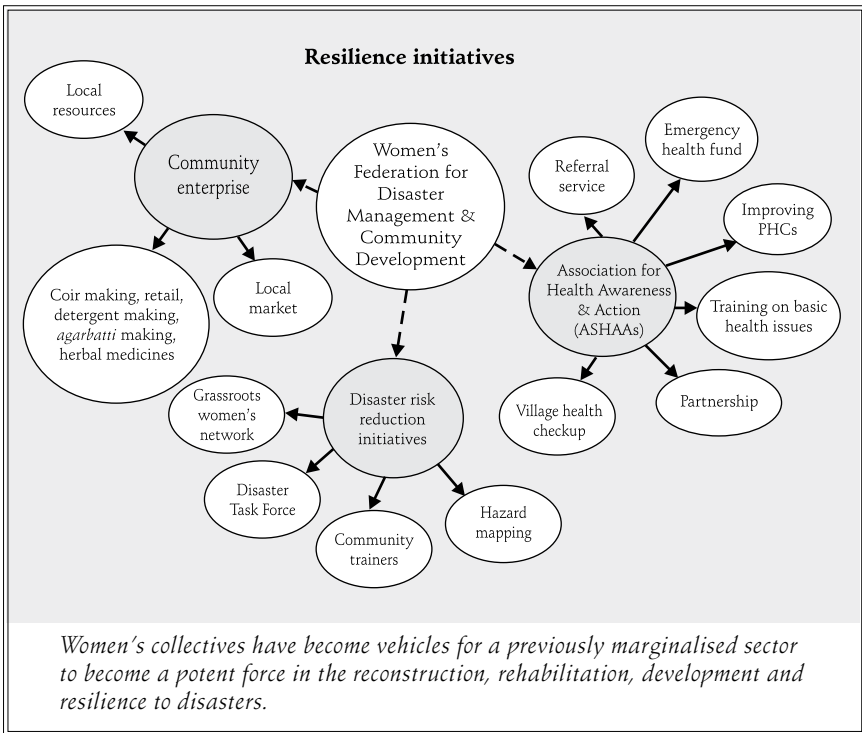 Resilience initiatives
Local
resources
Community
enterprise
Coir making, retail,
detergent making,
agarbatti making,
herbal medicines
Local
market
Women's
Federation for
Disaster
Management &
Community
Development
Referral
service
Emergency
health fund
Improving
PHCs
Association for
Health Awareness
& Action
(ASHAAs)
Training on basic
health issues
Partnership
Village health
checkup
Disaster risk
reduction
initiatives
Grassroots
women's
network
Disaster
Task Force
Community
trainers
Hazard
mapping
Women's collectives have become vehicles for a previously marginalised sector
to become a potent force in the reconstruction, rehabilitation, development and
resilience to disasters.